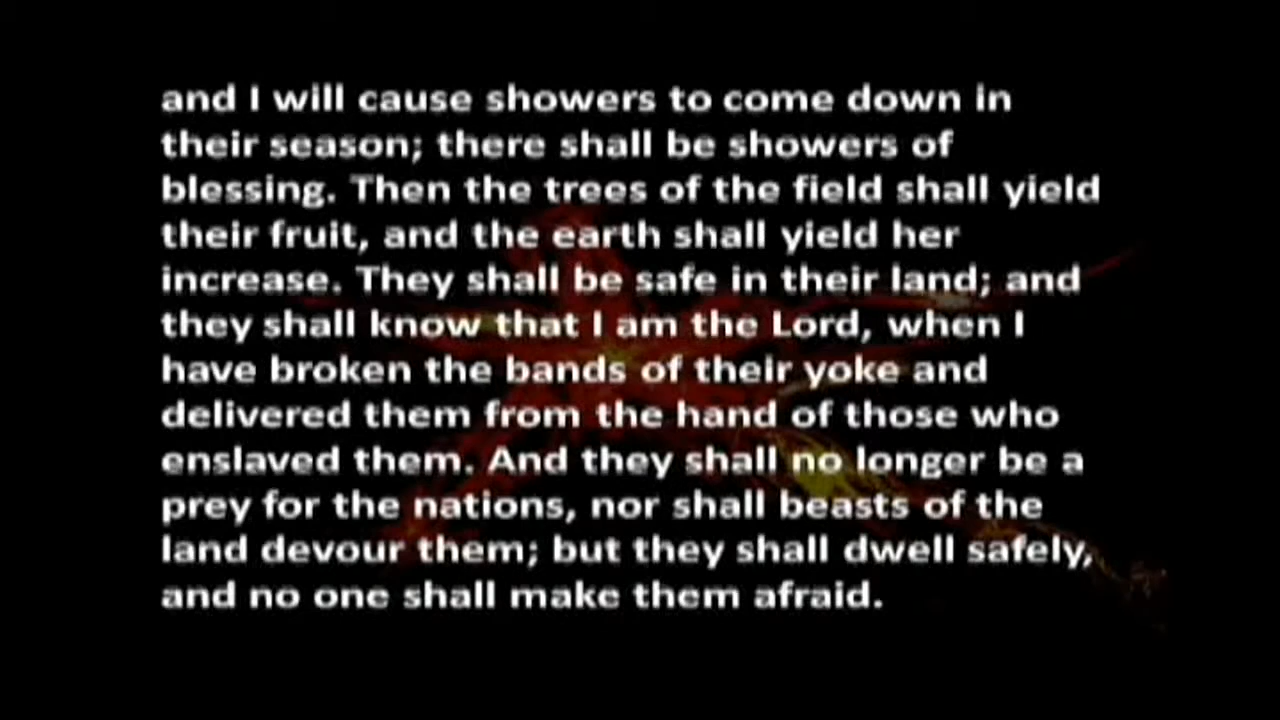 and I will cause showers to come down in
their season; there shall be showers of
blessing. Then the trees of the field shall yield
their fruit, and the earth shall yield her
increase. They shall be safe in their land; and
they shall know that I am the Lord, when I
have broken the bands of their yoke and
delivered them from the hand of those who
enslaved them. And they shall no longer be a
prey for the nations, nor shall beasts of the
land devour them; but they shall dwell safely,
and no one shall make them afraid.